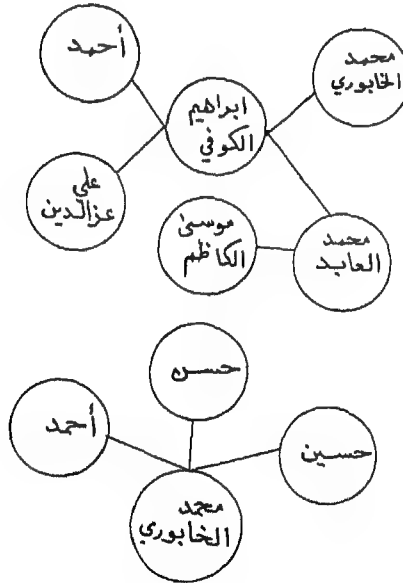 أحمد
محمد
الخابوري
ابراهيم
الكوفي
علي
عزالدين
موسىٰ
الكاظم
محمد
العابد
حسن
أحمد
حسين
محمد
الخابوري